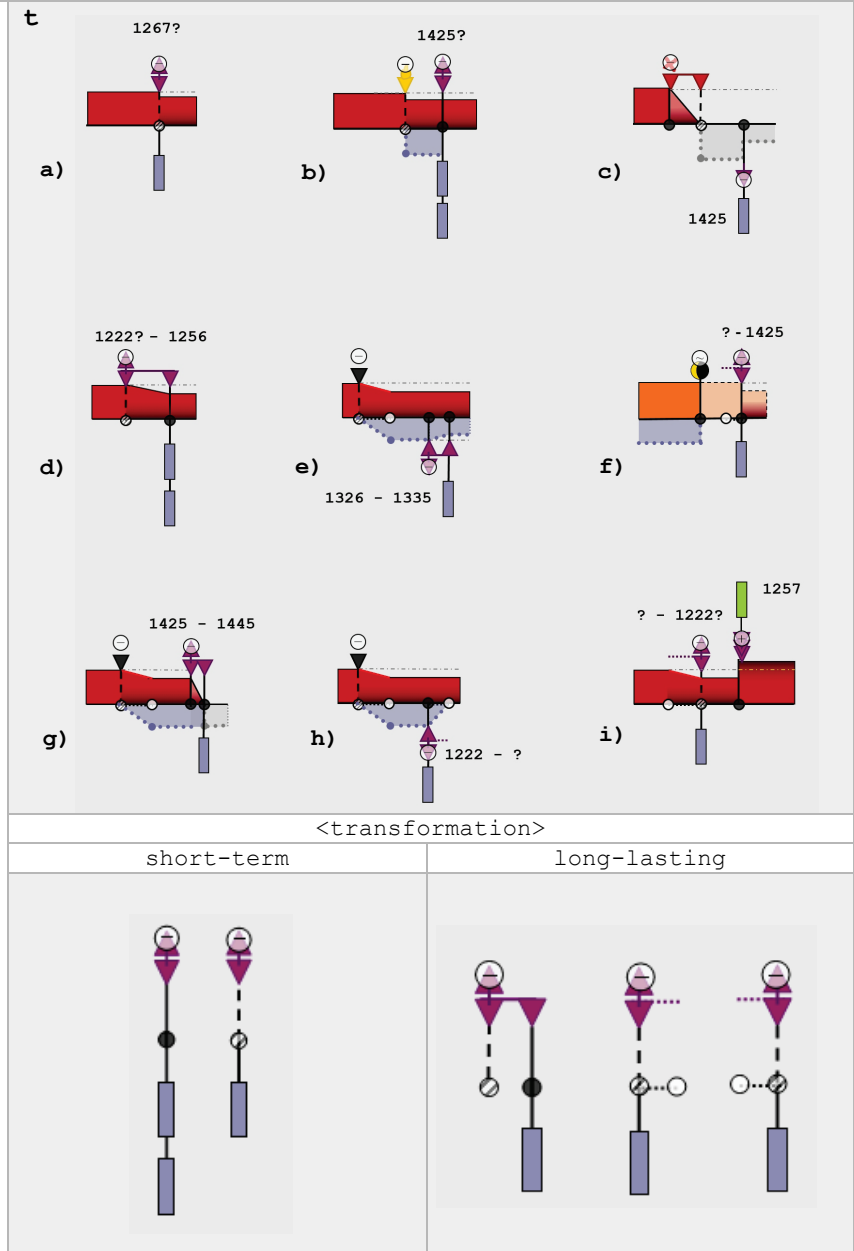 t
1267?
a)
1425?
b)
c)
1425
1222? - 1256
d)
e)
1326 - 1335
? - 1425
f)
1425 - 1445
g)
h)
1222 - ?
1257
? - 1222?
i)
<transformation>
short-term
long-lasting